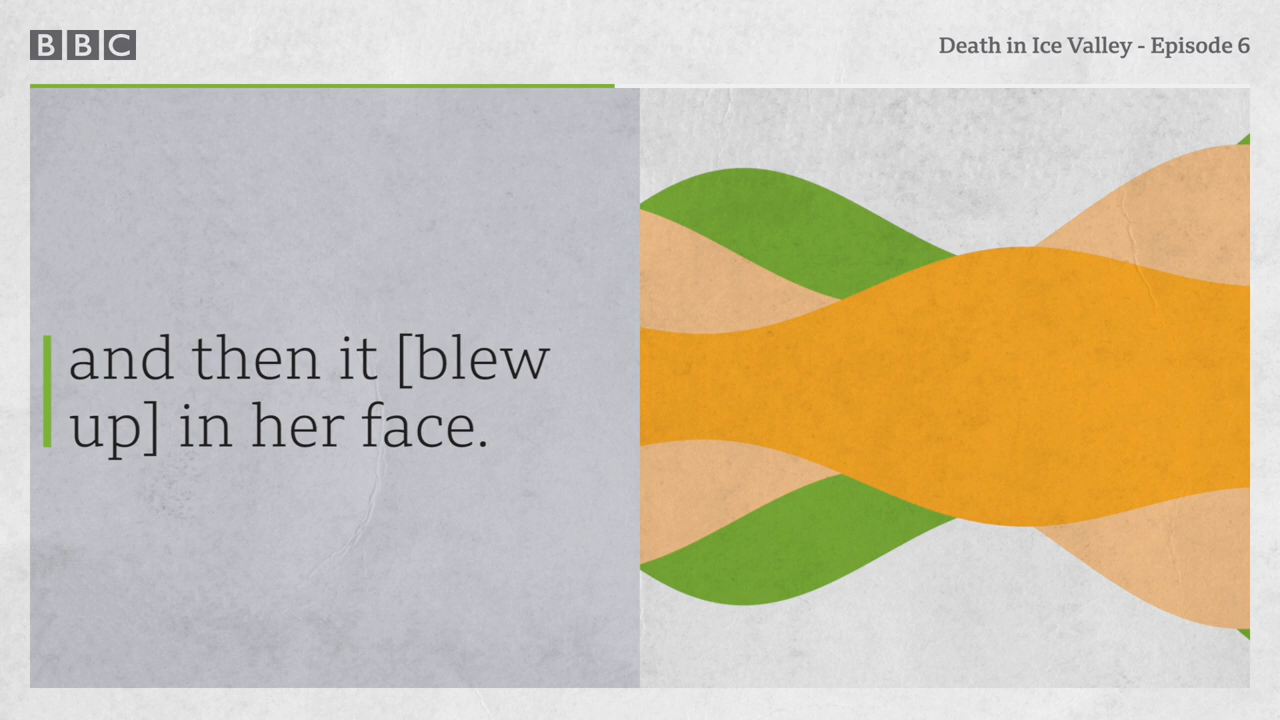 BBC
Death in Ice Valley - Episode 6
and then it [blew
up] in her face.